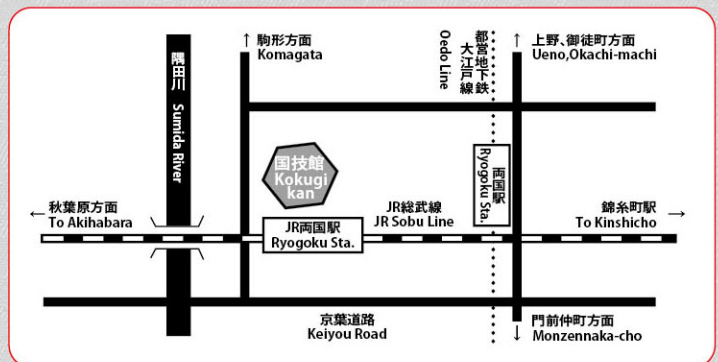 隅田川
Sumida River
↑ 駒形方面
Komagata
都営地下鉄
大江戸線
Oedo Line
↑ 上野、御徒町方面
Ueno,Okachi-machi
国技館
Kokugi
kan
両国駅
Ryogoku Sta.
秋葉原方面
← To Akihabara
JR両国駅
Ryogoku Sta.
JR総武線
JR Sobu Line
錦糸町駅
To Kinshicho →
京葉道路
Keiyou Road
門前仲町方面
↓ Monzennaka-cho